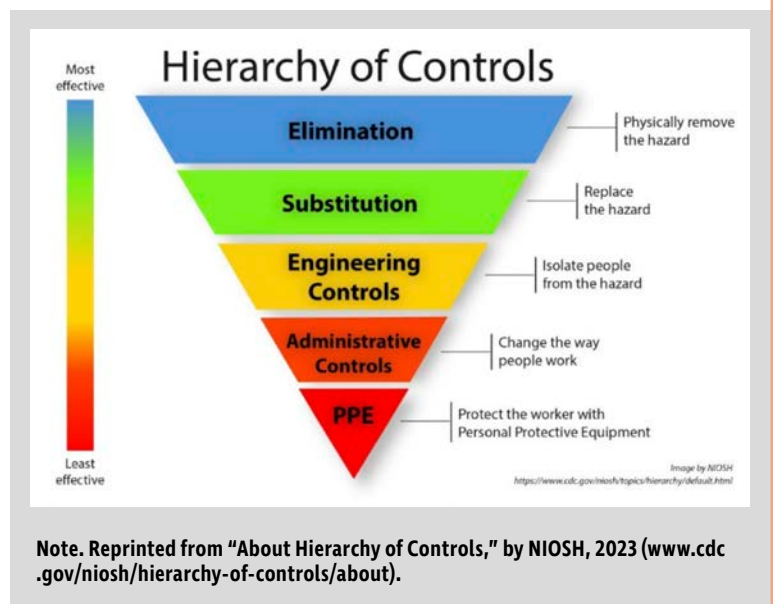 Hierarchy of Controls
Most
effective
Elimination
Physically remove
the hazard
Substitution
Replace
the hazard
Engineering
Controls
Isolate people
from the hazard
Administrative
Controls
Change the way
people work
PPE
Protect the worker with
Personal Protective Equipment
Least
effective
Image by NIOSH
https://www.cdc.gov/niosh/topics/hierarchy/default.html
Note. Reprinted from “About Hierarchy of Controls,” by NIOSH, 2023 (www.cdc
.gov/niosh/hierarchy-of-controls/about).